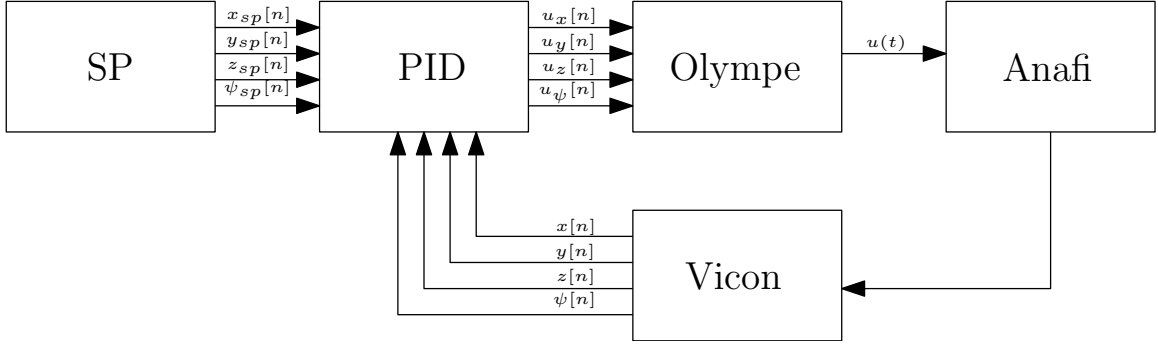 SP
x_{sp}[n]
y_{sp}[n]
z_{sp}[n]
ψ_{sp}[n]
PID
u_x[n]
u_y[n]
u_z[n]
u_ψ[n]
Olympe
u(t)
Anafi
x[n]
y[n]
z[n]
ψ[n]
Vicon